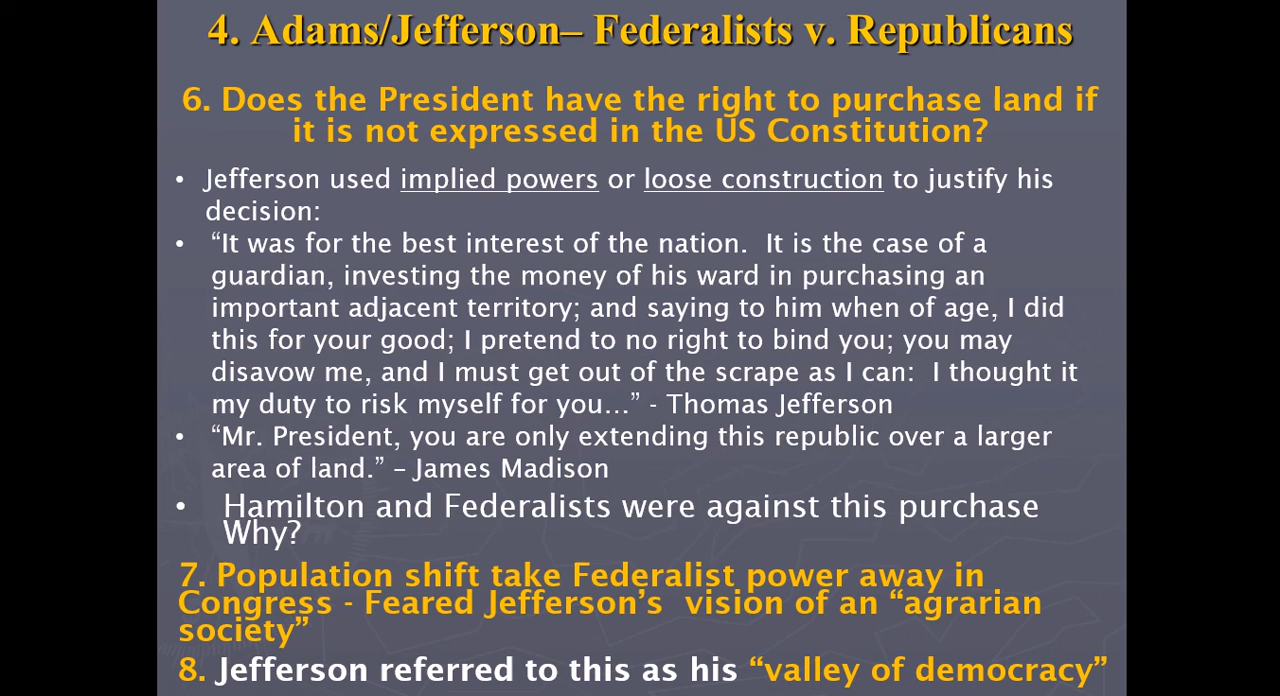 4. Adams/Jefferson– Federalists v. Republicans
6. Does the President have the right to purchase land if
it is not expressed in the US Constitution?
• Jefferson used implied powers or loose construction to justify his
decision:
• “It was for the best interest of the nation.  It is the case of a
guardian, investing the money of his ward in purchasing an
important adjacent territory; and saying to him when of age, I did
this for your good; I pretend to no right to bind you; you may
disavow me, and I must get out of the scrape as I can:  I thought it
my duty to risk myself for you…” - Thomas Jefferson
• “Mr. President, you are only extending this republic over a larger
area of land.” – James Madison
• Hamilton and Federalists were against this purchase
Why?
7. Population shift take Federalist power away in
Congress - Feared Jefferson’s  vision of an “agrarian
society”
8. Jefferson referred to this as his “valley of democracy”